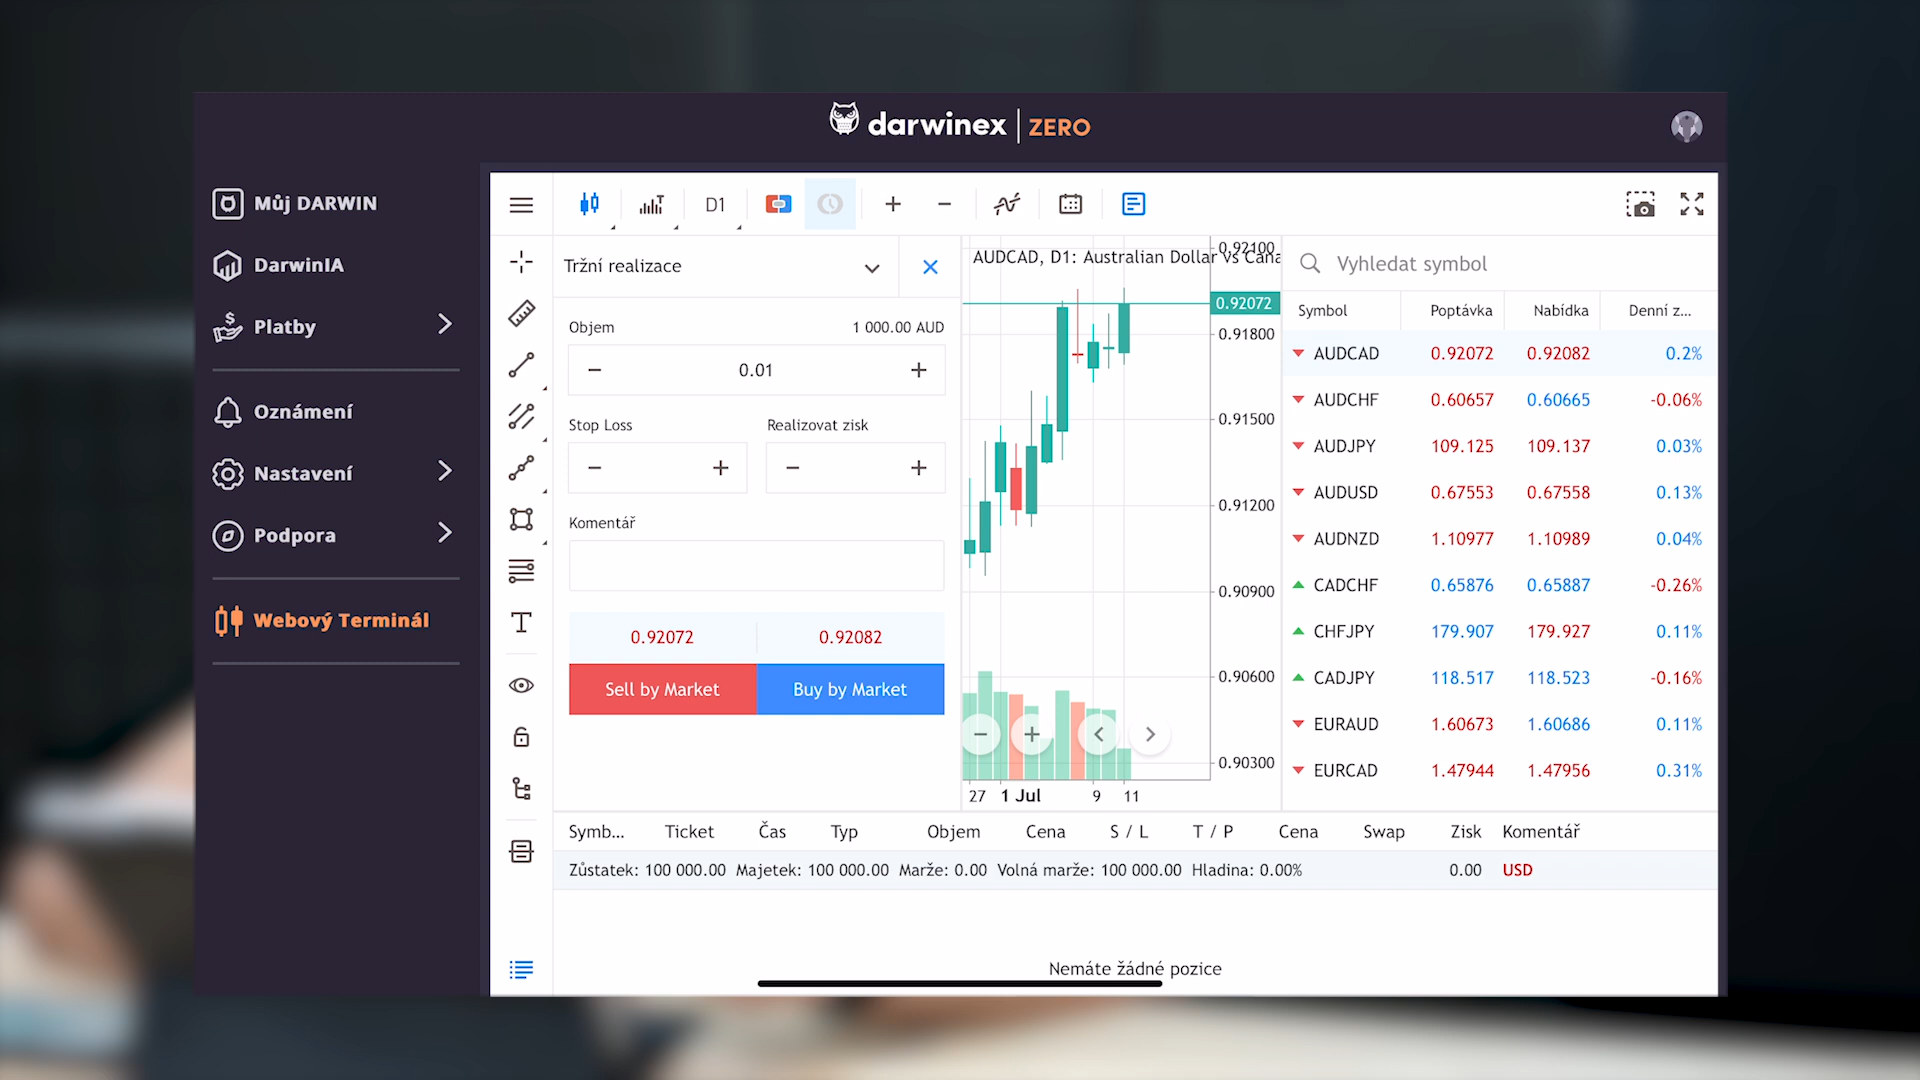 darwinex | ZERO
Můj DARWIN
DarwinIA
Platby
Oznámení
Nastavení
Podpora
Webový Terminál
D1
Tržní realizace
Objem 1 000.00 AUD
0.01
Stop Loss Realizovat zisk
Komentář
0.92072 0.92082
Sell by Market Buy by Market
AUDCAD, D1: Australian Dollar vs Cana
0.92100
0.92072
0.91800
0.91500
0.91200
0.90900
0.90600
0.90300
27 1 Jul 9 11
Vyhledat symbol
Symbol Poptávka Nabídka Denní z...
AUDCAD 0.92072 0.92082 0.2%
AUDCHF 0.60657 0.60665 -0.06%
AUDJPY 109.125 109.137 0.03%
AUDUSD 0.67553 0.67558 0.13%
AUDNZD 1.10977 1.10989 0.04%
CADCHF 0.65876 0.65887 -0.26%
CHFJPY 179.907 179.927 0.11%
CADJPY 118.517 118.523 -0.16%
EURAUD 1.60673 1.60686 0.11%
EURCAD 1.47944 1.47956 0.31%
Symb... Ticket Čas Typ Objem Cena S / L T / P Cena Swap Zisk Komentář
Zůstatek: 100 000.00 Majetek: 100 000.00 Marže: 0.00 Volná marže: 100 000.00 Hladina: 0.00% 0.00 USD
Nemáte žádné pozice